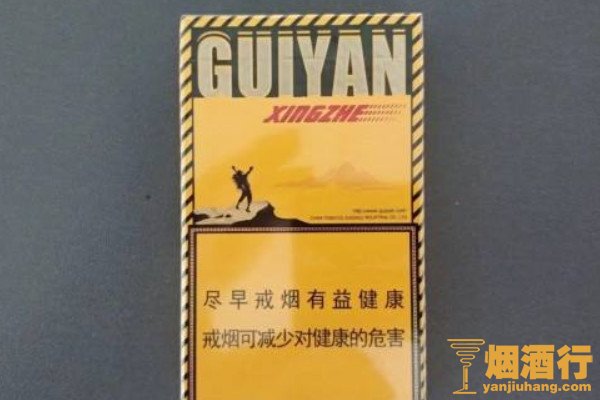 GUIYAN
XINGZHE
尽早戒烟有益健康
戒烟可减少对健康的危害
烟酒行
yanjiuhang.com